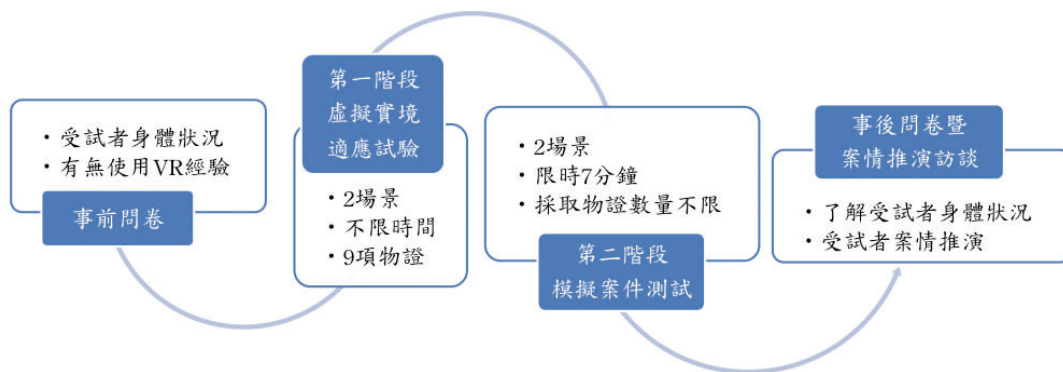 ・受試者身體狀況
・有無使用VR經驗
事前問卷
第一階段
虛擬實境
適應試驗
・2場景
・不限時間
・9項物證
・2場景
・限時7分鐘
・採取物證數量不限
第二階段
模擬案件測試
事後問卷暨
案情推演訪談
・了解受試者身體狀況
・受試者案情推演